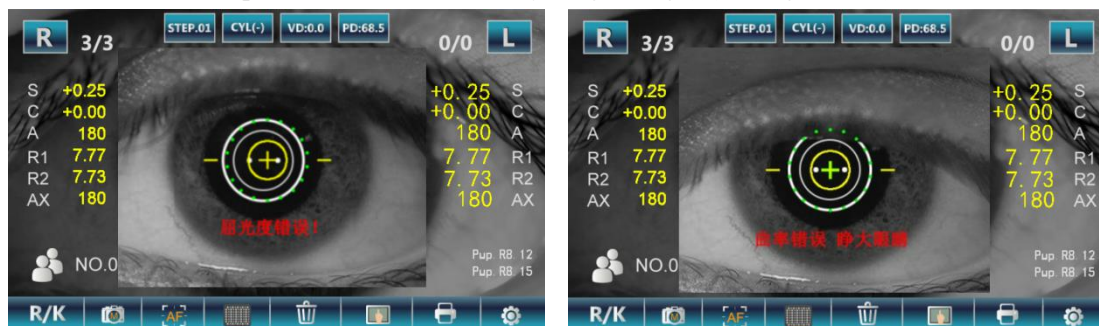 STEP.01 CYL(-) VD:0.0 PD:68.5
R 3/3 0/0 L
S +0.25 +0.25 S
C +0.00 +0.00 C
A 180 180 A
R1 7.77 7.77 R1
R2 7.73 7.73 R2
AX 180 180 AX
屈光度错误!
Pup. R8. 12
NO.0 Pup. R8. 15
R/K M AF
STEP.01 CYL(-) VD:0.0 PD:68.5
R 3/3 0/0 L
S +0.25 +0.25 S
C +0.00 +0.00 C
A 180 180 A
R1 7.77 7.77 R1
R2 7.73 7.73 R2
AX 180 180 AX
曲率错误 睁大眼睛
Pup. R8. 12
NO.0 Pup. R8. 15
R/K M AF